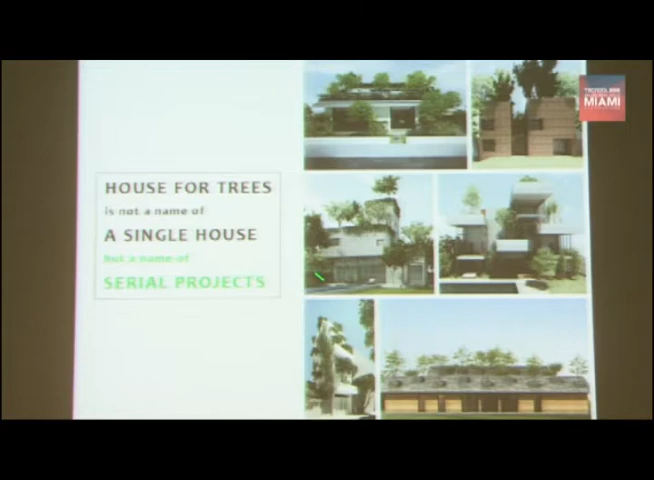 HOUSE FOR TREES
is not a name of
A SINGLE HOUSE
but a name of
SERIAL PROJECTS
MIAMI